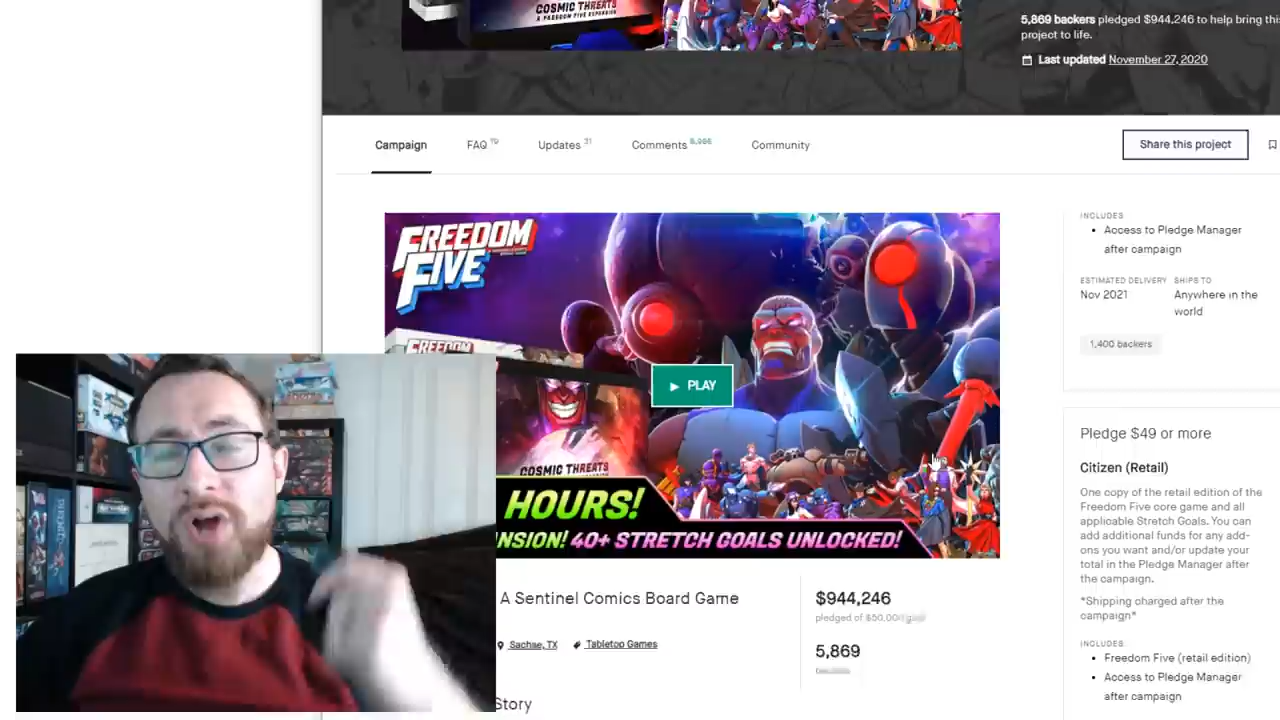 COSMIC THREATS
A FREEDOM FIVE EXPANSION
5,869 backers pledged $944,246 to help bring this
project to life.
Last updated November 27, 2020
Campaign
FAQ
Updates 31
Comments
Community
Share this project
FREEDOM
FIVE
FREEDOM
COSMIC THREATS
PLAY
HOURS!
NSION! 40+ STRETCH GOALS UNLOCKED!
A Sentinel Comics Board Game
Sachse, TX
Tabletop Games
$944,246
pledged of $50,000 goal
5,869
Story
INCLUDES
Access to Pledge Manager
after campaign
ESTIMATED DELIVERY
Nov 2021
SHIPS TO
Anywhere in the
world
1,400 backers
Pledge $49 or more
Citizen (Retail)
One copy of the retail edition of the
Freedom Five core game and all
applicable Stretch Goals. You can
add additional funds for any add-
ons you want and/or update your
total in the Pledge Manager after
the campaign.
*Shipping charged after the
campaign*
INCLUDES
Freedom Five (retail edition)
Access to Pledge Manager
after campaign